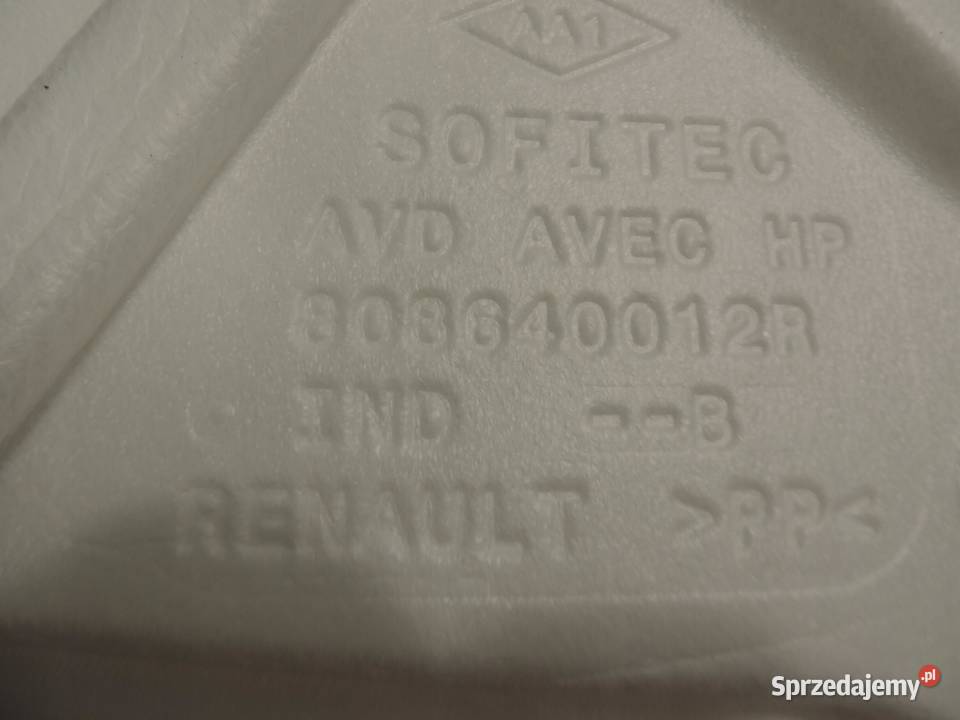 AA1
SOFITEC
AVD AVEC HP
808640012R
IND --B
RENAULT >PP<
Sprzedajemy.pl